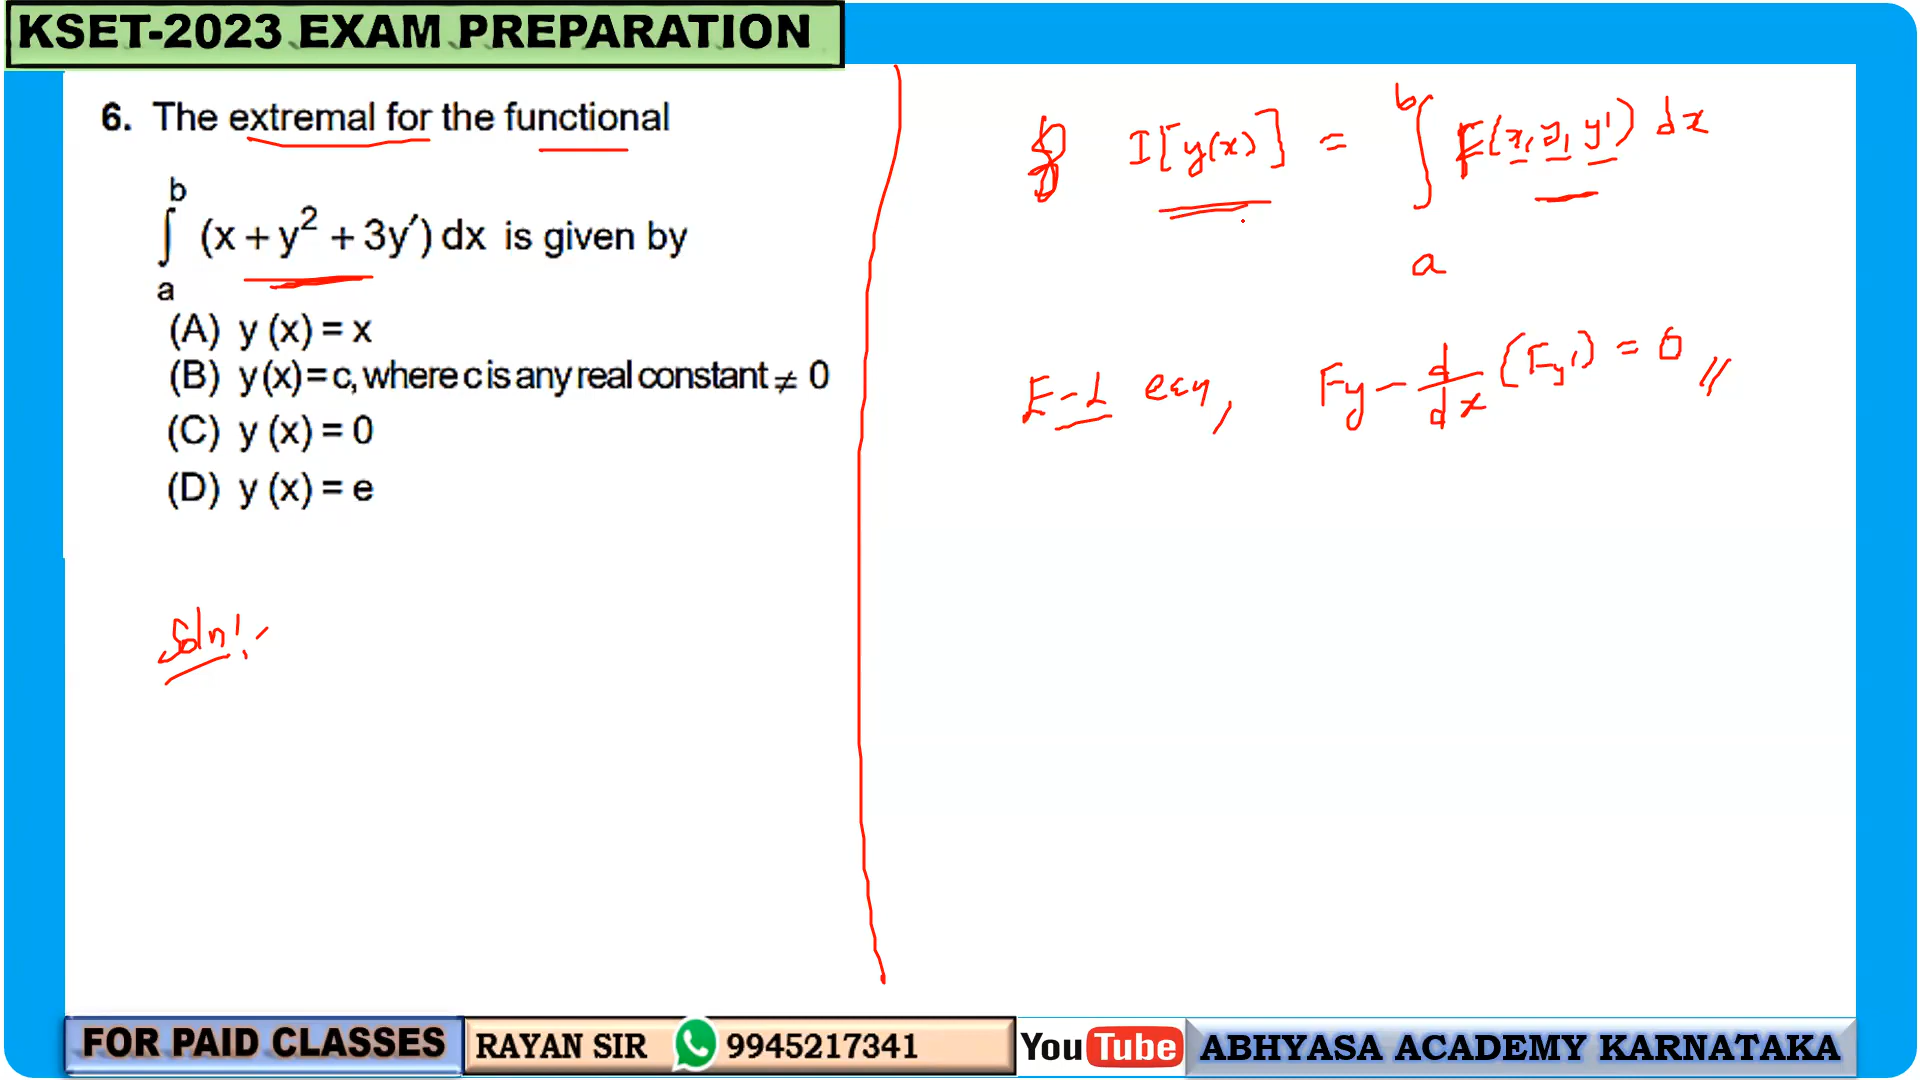 KSET-2023 EXAM PREPARATION
6. The extremal for the functional
∫ₐᵇ (x + y² + 3y′) dx is given by
(A) y (x) = x
(B) y (x) = c, where c is any real constant ≠ 0
(C) y (x) = 0
(D) y (x) = e
Soln:-
I[y(x)] = ∫ₐᵇ F(x, y, y') dx
E-L eqn, Fy - d/dx (Fy') = 0 //
FOR PAID CLASSES RAYAN SIR 9945217341 YouTube ABHYASA ACADEMY KARNATAKA